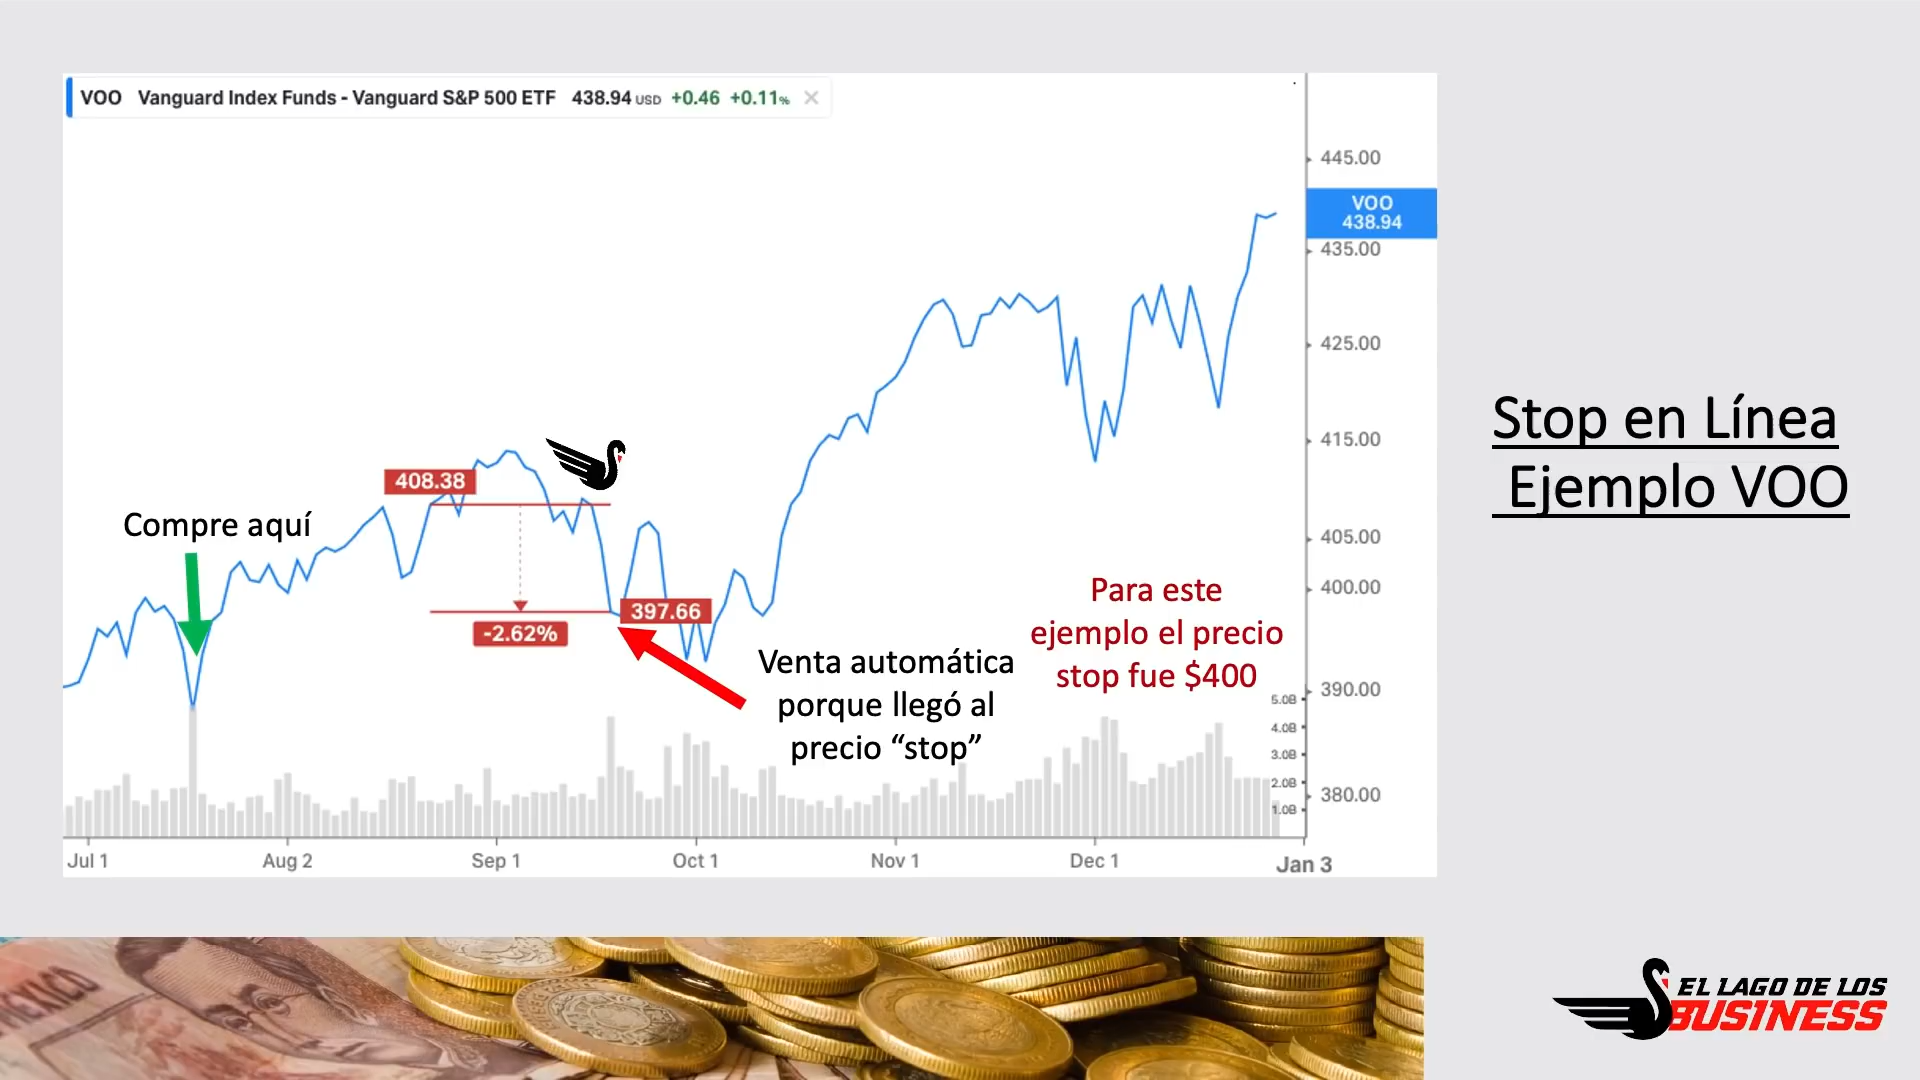 VOO Vanguard Index Funds - Vanguard S&P 500 ETF 438.94 USD +0.46 +0.11% ×
445.00
VOO
438.94
435.00
425.00
415.00
405.00
400.00
390.00
380.00
5.0B
4.0B
3.0B
2.0B
1.0B
408.38
Compre aquí
397.66
-2.62%
Venta automática
porque llegó al
precio “stop”
Para este
ejemplo el precio
stop fue $400
Jul 1
Aug 2
Sep 1
Oct 1
Nov 1
Dec 1
Jan 3
Stop en Línea
Ejemplo VOO
MÉXICO
EL LAGO DE LOS
BUSINESS